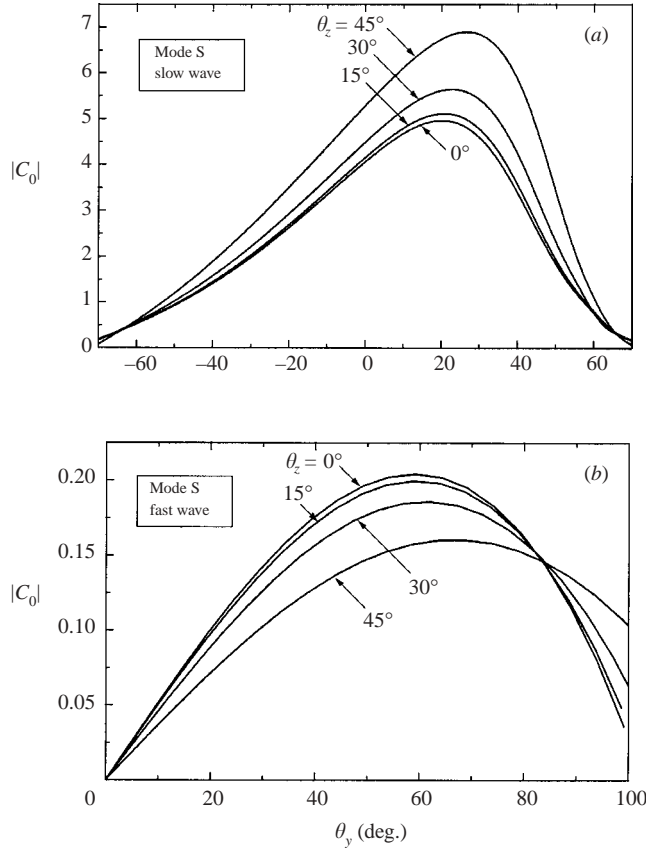 7
6
5
4
3
2
1
0
|C₀|
Mode S
slow wave
θz = 45°
30°
15°
0°
(a)
–60
–40
–20
0
20
40
60
0.20
0.15
0.10
0.05
0
|C₀|
Mode S
fast wave
θz = 0°
15°
30°
45°
(b)
20
40
60
80
100
θy (deg.)